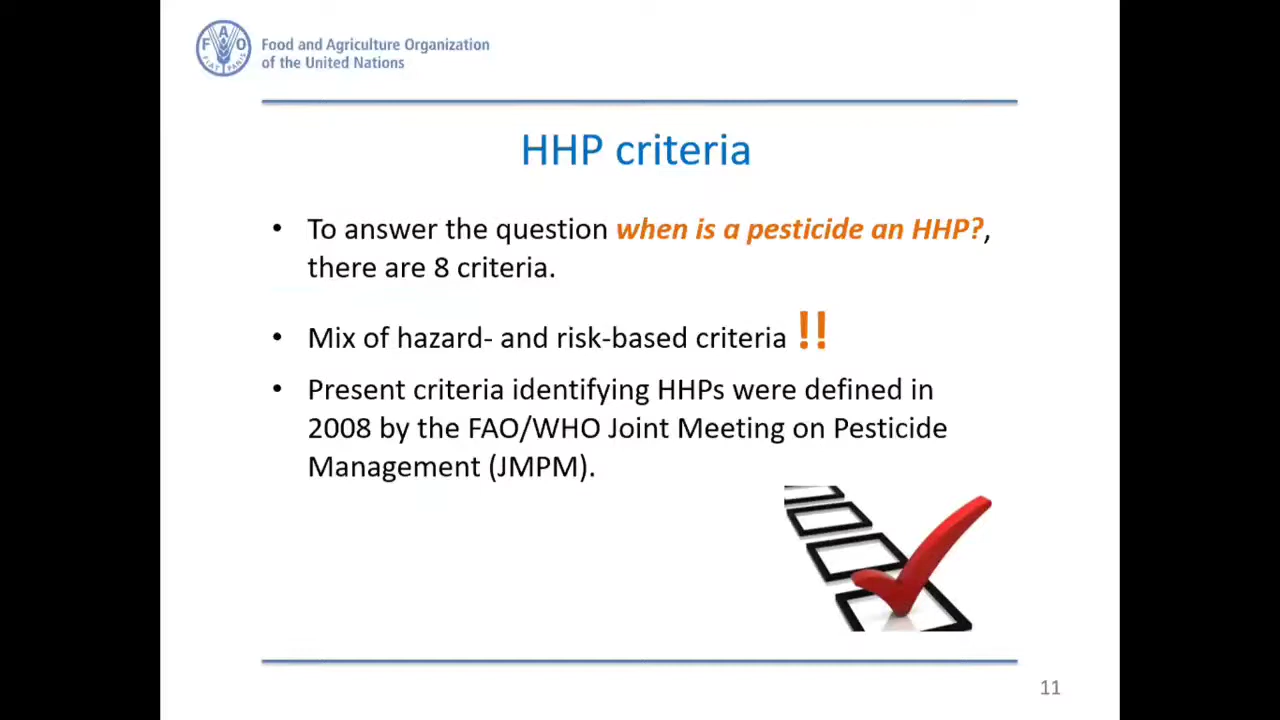 F A O
FIAT PANIS
Food and Agriculture Organization
of the United Nations
HHP criteria
• To answer the question when is a pesticide an HHP?,
there are 8 criteria.
• Mix of hazard- and risk-based criteria !!
• Present criteria identifying HHPs were defined in
2008 by the FAO/WHO Joint Meeting on Pesticide
Management (JMPM).
11